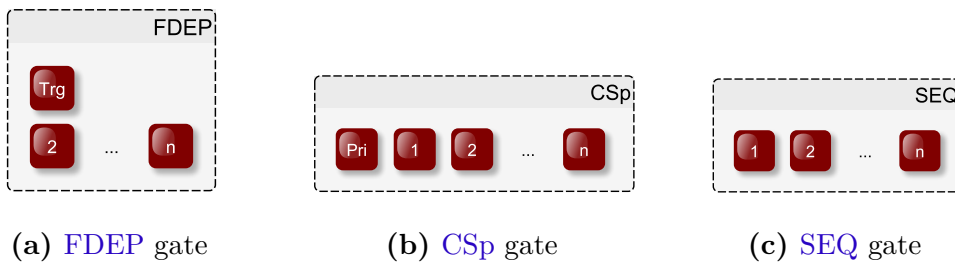 FDEP
Trg
2 ... n
(a) FDEP gate
CSp
Pri 1 2 ... n
(b) CSp gate
SEQ
1 2 ... n
(c) SEQ gate